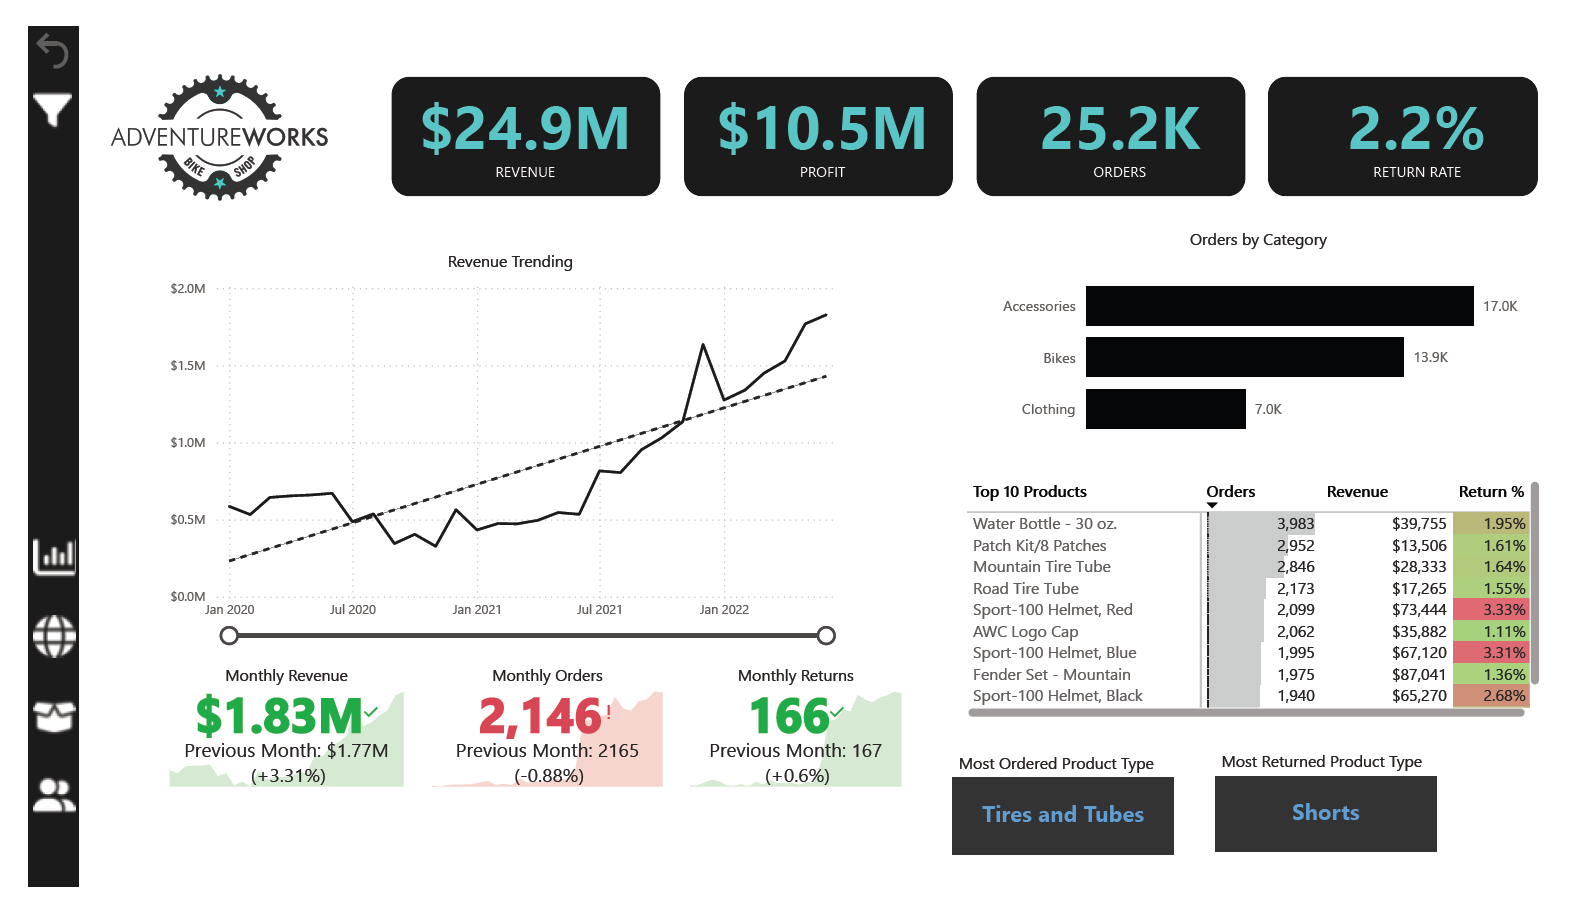 ADVENTUREWORKS
BIKE SHOP
$24.9M
REVENUE
$10.5M
PROFIT
25.2K
ORDERS
2.2%
RETURN RATE
Revenue Trending
$2.0M
$1.5M
$1.0M
$0.5M
$0.0M
Jan 2020 Jul 2020 Jan 2021 Jul 2021 Jan 2022
Orders by Category
Accessories 17.0K
Bikes 13.9K
Clothing 7.0K
Top 10 Products Orders Revenue Return %
Water Bottle - 30 oz. 3,983 $39,755 1.95%
Patch Kit/8 Patches 2,952 $13,506 1.61%
Mountain Tire Tube 2,846 $28,333 1.64%
Road Tire Tube 2,173 $17,265 1.55%
Sport-100 Helmet, Red 2,099 $73,444 3.33%
AWC Logo Cap 2,062 $35,882 1.11%
Sport-100 Helmet, Blue 1,995 $67,120 3.31%
Fender Set - Mountain 1,975 $87,041 1.36%
Sport-100 Helmet, Black 1,940 $65,270 2.68%
Monthly Revenue
$1.83M
Previous Month: $1.77M
(+3.31%)
Monthly Orders
2,146!
Previous Month: 2165
(-0.88%)
Monthly Returns
166
Previous Month: 167
(+0.6%)
Most Ordered Product Type
Tires and Tubes
Most Returned Product Type
Shorts